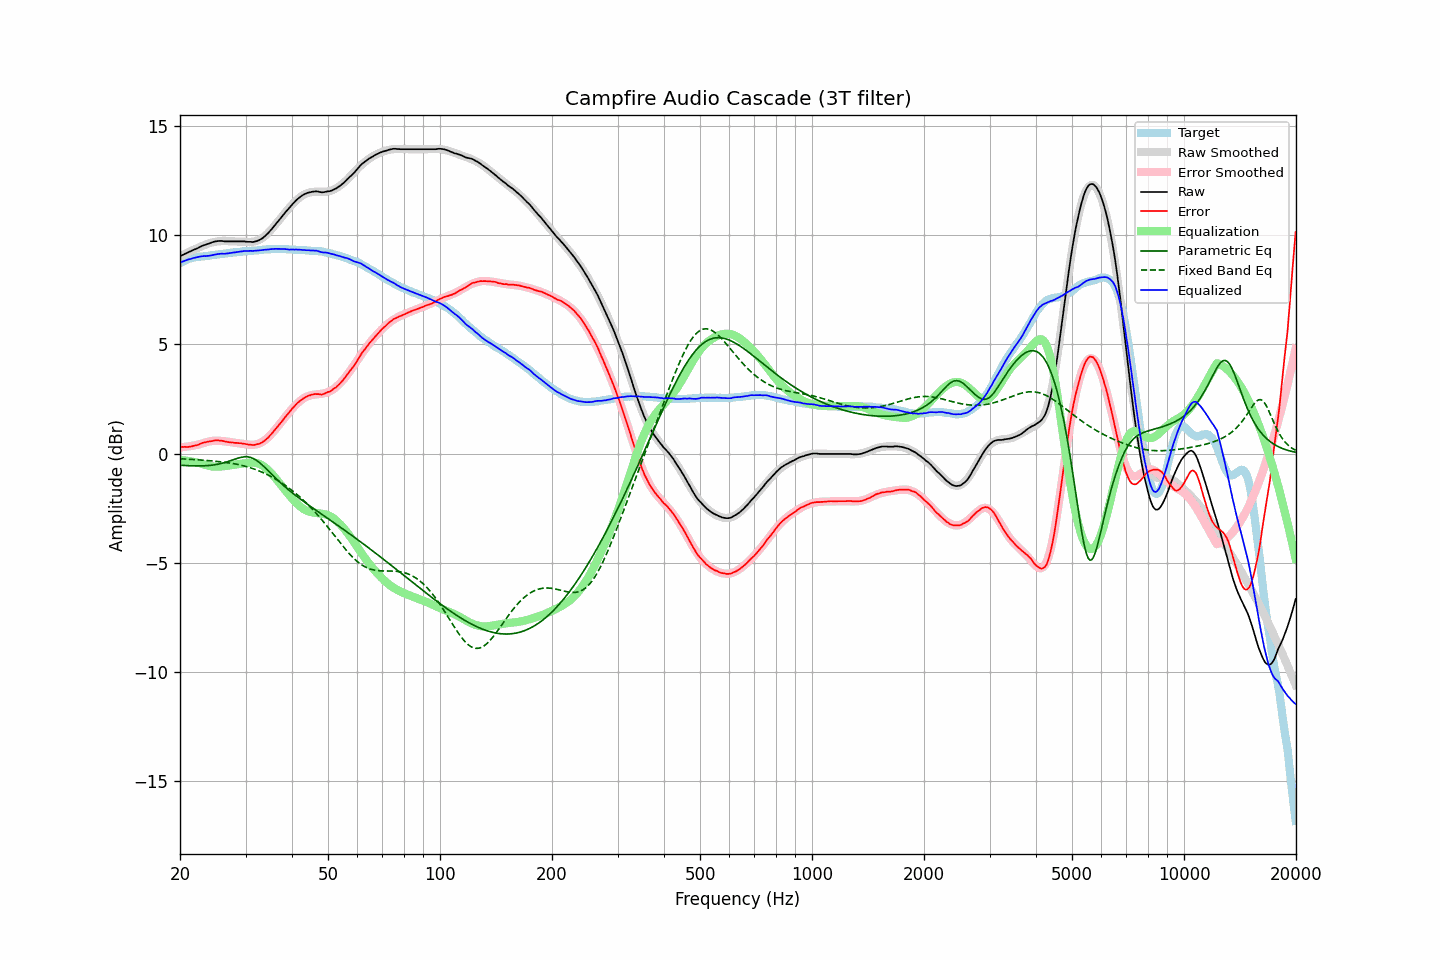 Campfire Audio Cascade (3T filter)
Target
Raw Smoothed
Error Smoothed
Raw
Error
Equalization
Parametric Eq
Fixed Band Eq
Equalized
Amplitude (dBr)
15
10
5
0
−5
−10
−15
20 50 100 200 500 1000 2000 5000 10000 20000
Frequency (Hz)